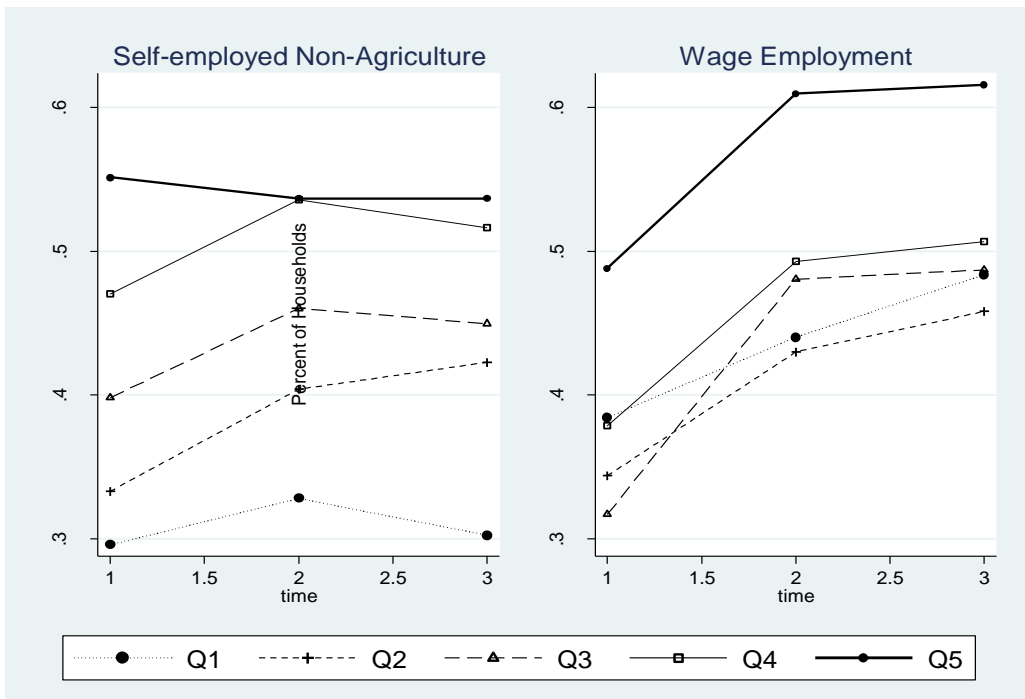 Self-employed Non-Agriculture
.6
.5
.4
.3
Percent of Households
1 1.5 2 2.5 3
time
Wage Employment
.6
.5
.4
.3
1 1.5 2 2.5 3
time
Q1 Q2 Q3 Q4 Q5